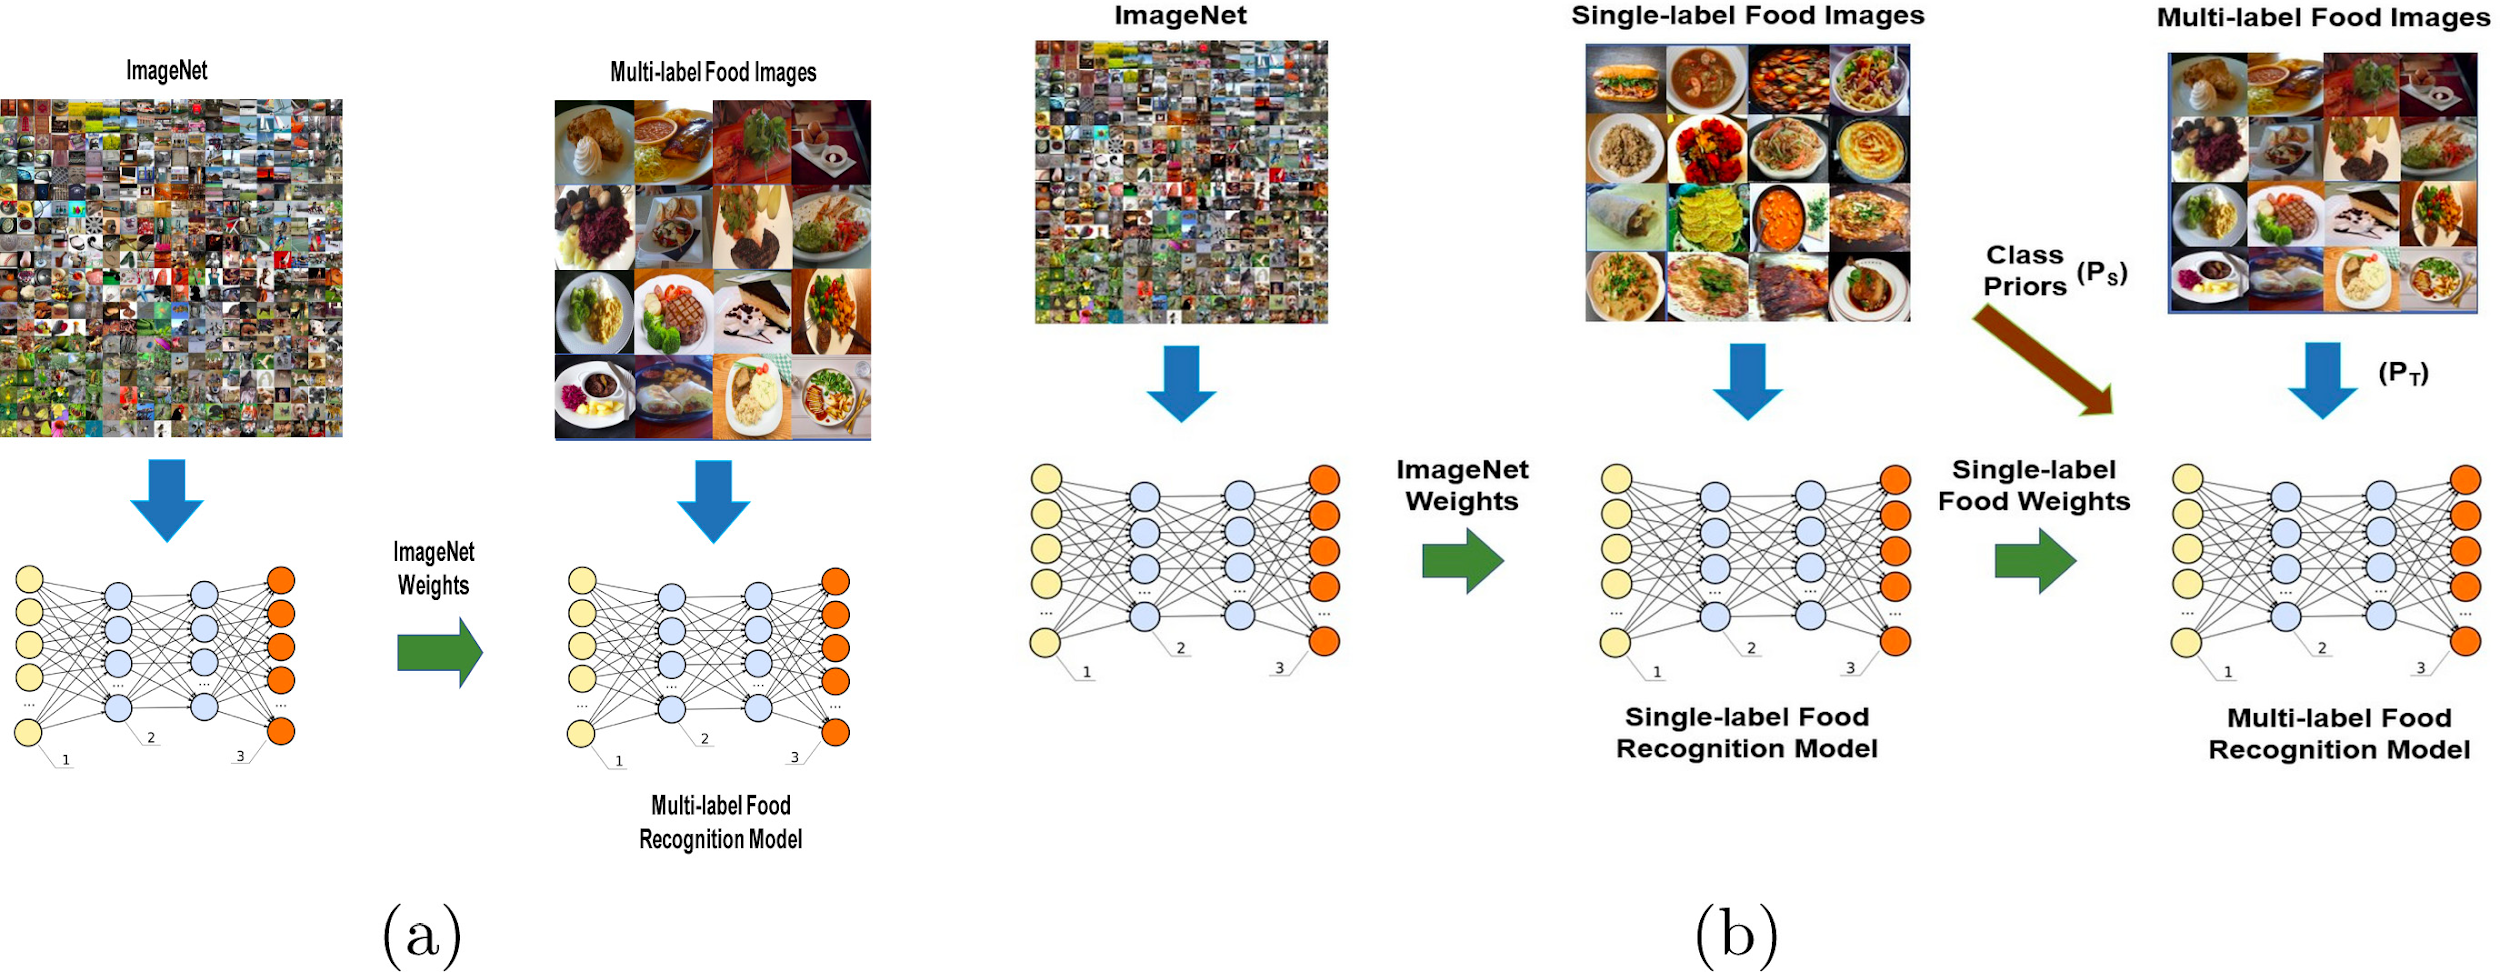 ImageNet
Multi-label Food Images
ImageNet
Weights
...
...
...
...
1
2
3
...
...
...
...
1
2
3
Multi-label Food
Recognition Model
(a)
ImageNet
Single-label Food Images
Multi-label Food Images
Class
Priors (P_S)
(P_T)
ImageNet
Weights
Single-label
Food Weights
...
...
...
...
1
2
3
...
...
...
...
1
2
3
...
...
...
...
1
2
3
Single-label Food
Recognition Model
Multi-label Food
Recognition Model
(b)